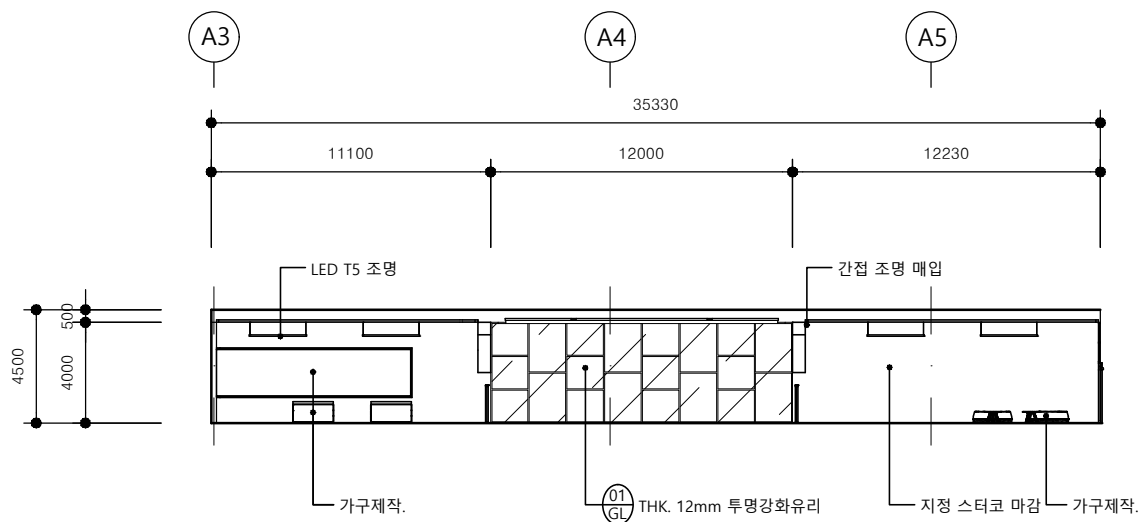 A3
A4
A5
35330
11100
12000
12230
LED T5 조명
간접 조명 매입
4500
500
4000
가구제작.
01
GL
THK. 12mm 투명강화유리
지정 스터코 마감
가구제작.